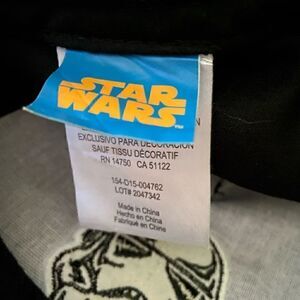 STAR
WARS
EXCLUSIVO PARA DECORACIÓN
SAUF TISSU DÉCORATIF
RN 14750 CA 51122
154-D15-004762
LOT# 2047342
Made in China
Hecho en China
Fabriqué en Chine